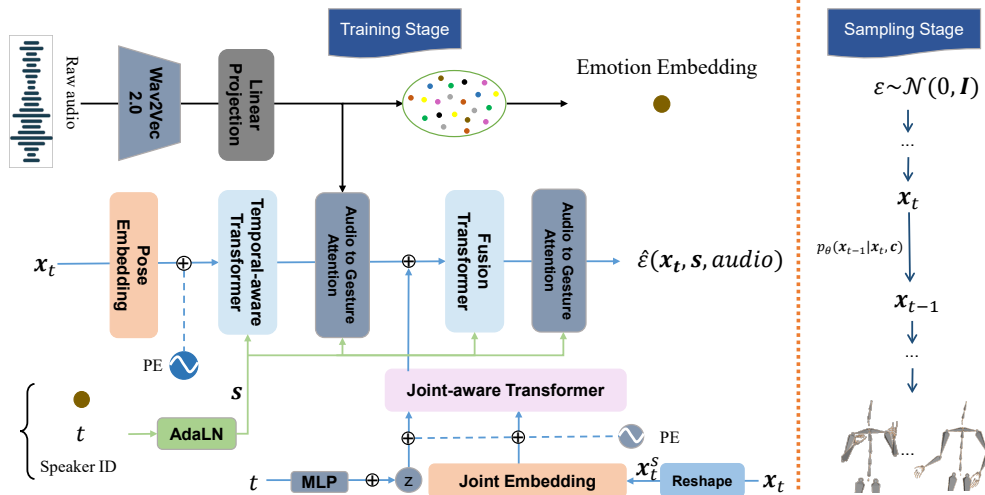 Training Stage
Sampling Stage
Raw audio
Wav2Vec
2.0
Linear
Projection
Emotion Embedding
ε~𝒩(0, I)
...
x_t
p_θ(x_{t−1}|x_t, c)
x_{t−1}
...
...
x_t
Pose
Embedding
Temporal-aware
Transformer
Audio to Gesture
Attention
Fusion
Transformer
Audio to Gesture
Attention
ε̂(x_t, s, audio)
PE
s
t
Speaker ID
AdaLN
Joint-aware Transformer
PE
t
MLP
z
Joint Embedding
x_t^S
Reshape
x_t